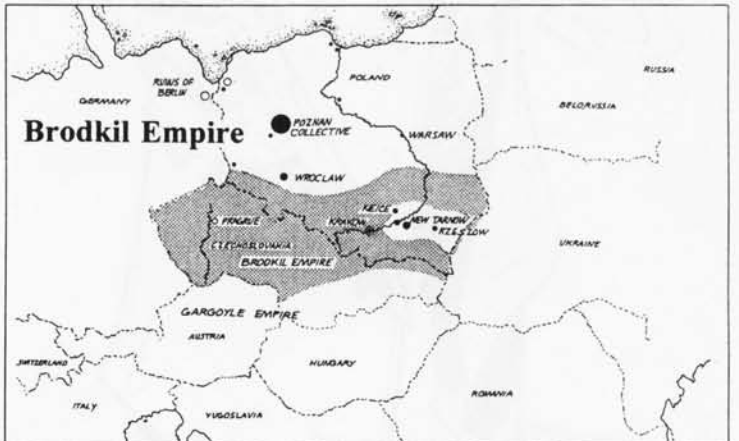 RUSSIA
RUINS OF
BERLIN
POLAND
GERMANY
BELORUSSIA
Brodkil Empire
POZNAN
COLLECTIVE
WARSAW
WROCLAW
KEICE
PRAGUE
KRAKOW
NEW TARNOW
RZESZOW
CZECHOSLOVAKIA
UKRAINE
BRODKIL EMPIRE
GARGOYLE EMPIRE
AUSTRIA
SWITZERLAND
HUNGARY
ROMANIA
ITALY
YUGOSLAVIA